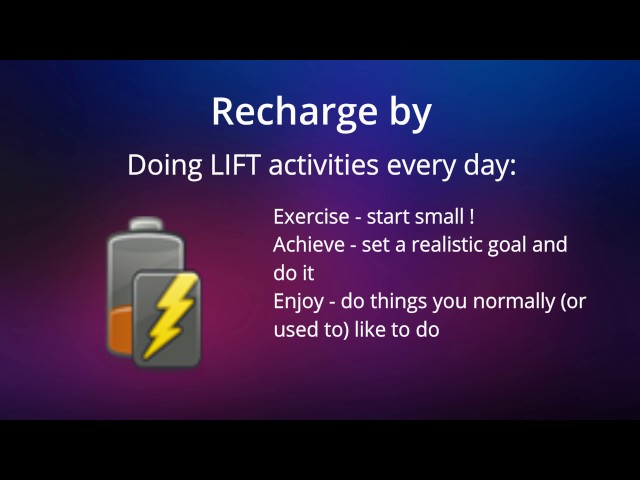 Recharge by
Doing LIFT activities every day:
Exercise - start small !
Achieve - set a realistic goal and
do it
Enjoy - do things you normally (or
used to) like to do